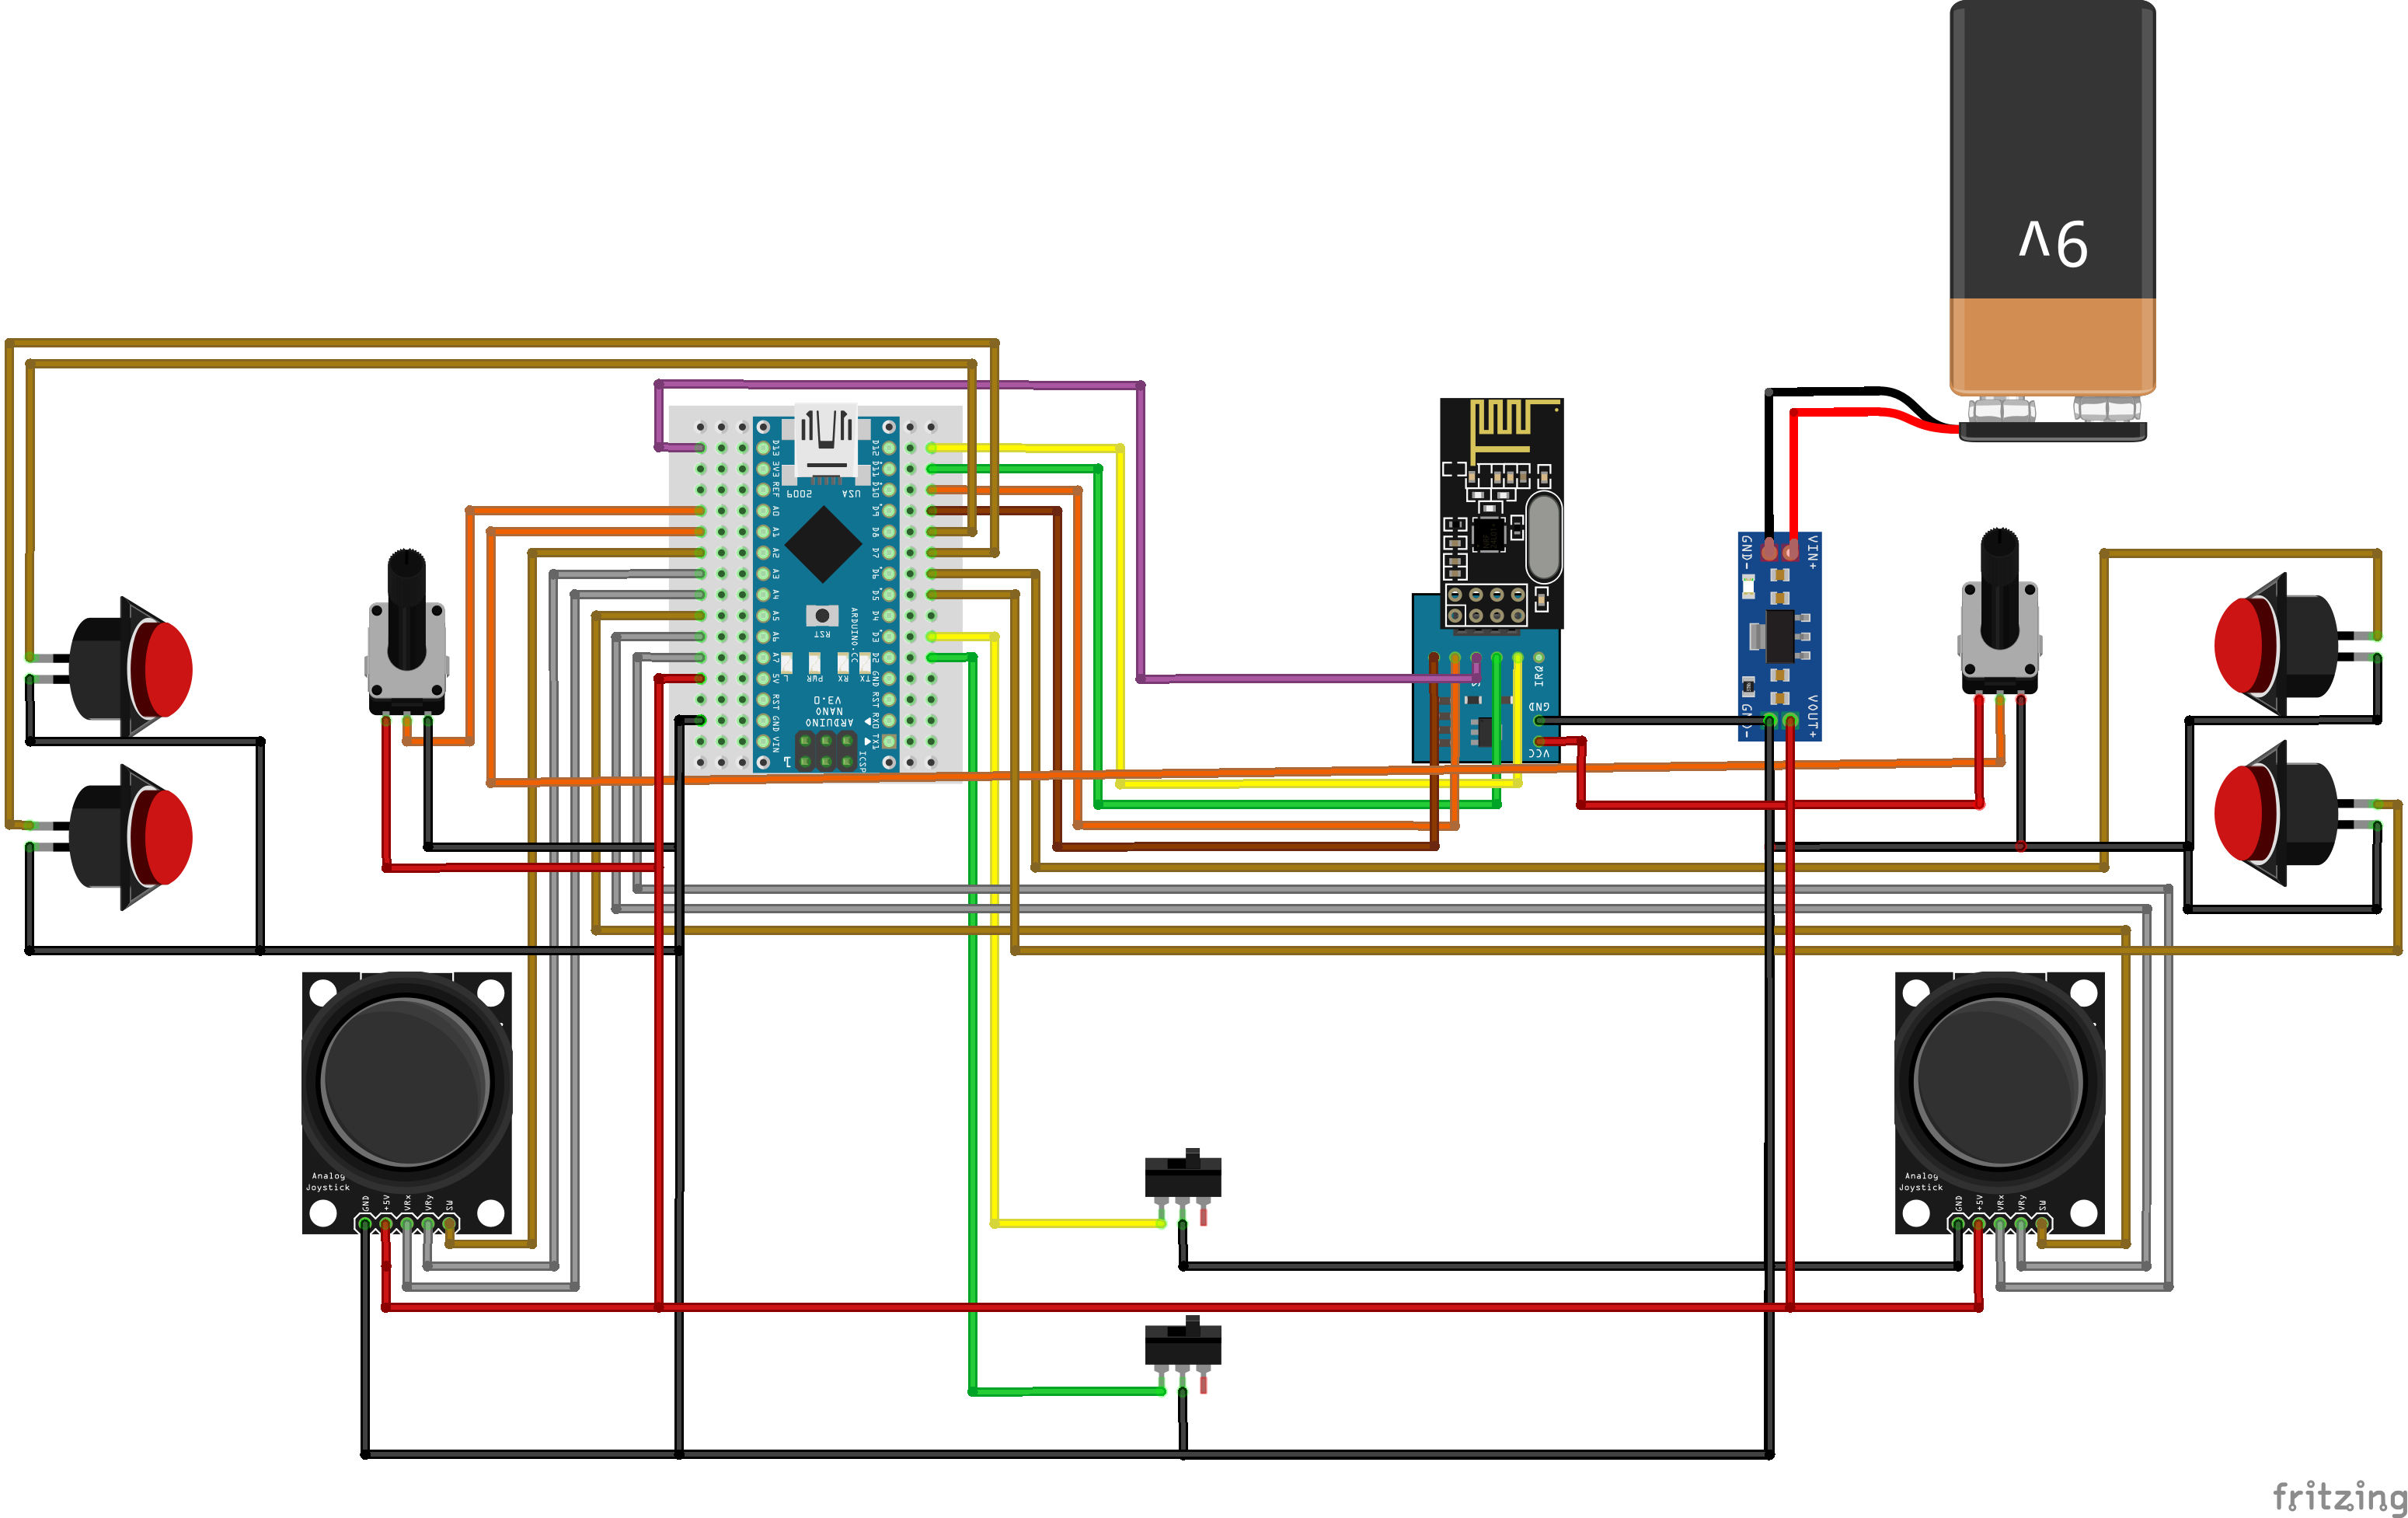 9V
D13
3V3
REF
A0
A1
A2
A3
A4
A5
A6
A7
5V
RST
GND
VIN
D12
D11
D10
D9
D8
D7
D6
D5
D4
D3
D2
GND
RST
RX0
TX1
USA
2009
RST
ARDUINO.CC
TX
RX
PWR
L
V3.0
NANO
ARDUINO
ICSP
1
IRQ
GND
VCC
GND-
VIN+
VOUT+
Analog
Joystick
GND
+5V
VRx
VRy
SW
Analog
Joystick
GND
+5V
VRx
VRy
SW
fritzing